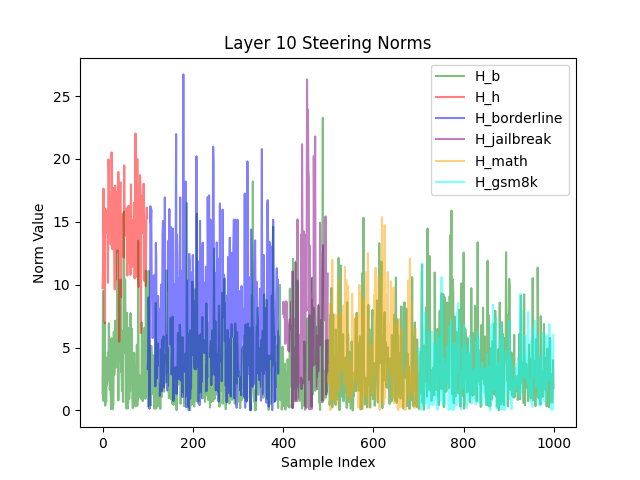 Layer 10 Steering Norms
Norm Value
25
20
15
10
5
0
0
200
400
600
800
1000
Sample Index
H_b
H_h
H_borderline
H_jailbreak
H_math
H_gsm8k